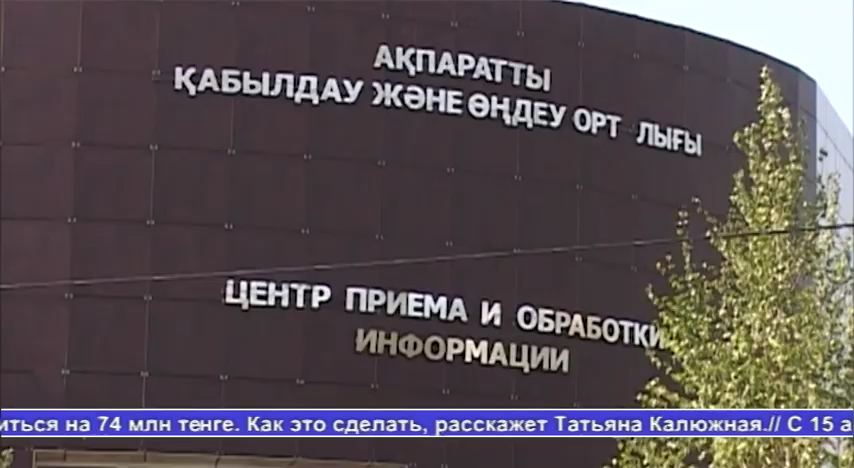 АҚПАРАТТЫ
ҚАБЫЛДАУ ЖӘНЕ ӨҢДЕУ ОРТ ЛЫҒЫ
ЦЕНТР ПРИЕМА И ОБРАБОТКИ
ИНФОРМАЦИИ
иться на 74 млн тенге. Как это сделать, расскажет Татьяна Калюжная.// С 15 а